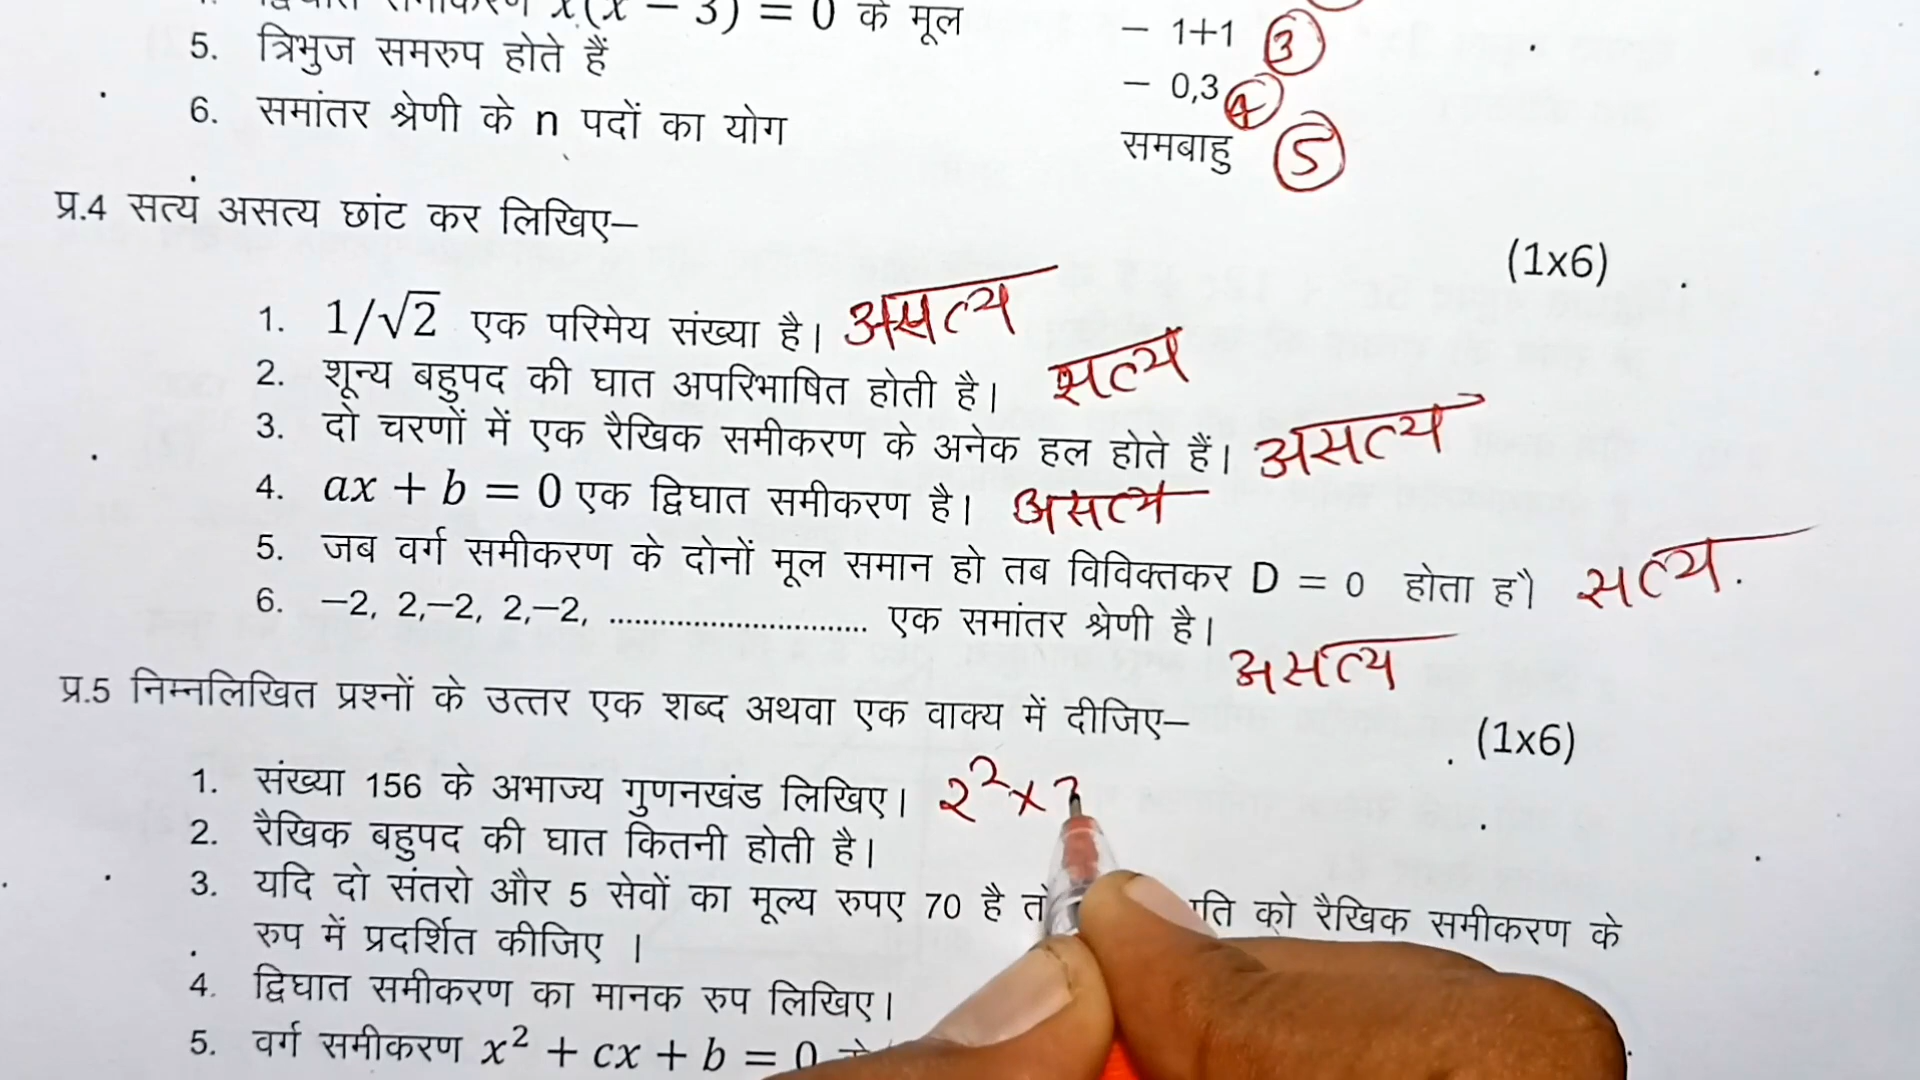 x(x − 3) = 0 के मूल
− 1+1 3
5. त्रिभुज समरुप होते हैं
− 0,3 4
6. समांतर श्रेणी के n पदों का योग
समबाहु 5
प्र.4 सत्य असत्य छांट कर लिखिए–
(1x6)
1. 1/√2 एक परिमेय संख्या है। असत्य
2. शून्य बहुपद की घात अपरिभाषित होती है। सत्य
3. दो चरणों में एक रैखिक समीकरण के अनेक हल होते हैं। असत्य
4. ax + b = 0 एक द्विघात समीकरण है। असत्य
5. जब वर्ग समीकरण के दोनों मूल समान हो तब विविक्तकर D = 0 होता है सत्य.
6. −2, 2,−2, 2,−2, .............................. एक समांतर श्रेणी है।
असत्य
प्र.5 निम्नलिखित प्रश्नों के उत्तर एक शब्द अथवा एक वाक्य में दीजिए–
(1x6)
1. संख्या 156 के अभाज्य गुणनखंड लिखिए। 2²×
2. रैखिक बहुपद की घात कितनी होती है।
3. यदि दो संतरो और 5 सेवों का मूल्य रुपए 70 है को रैखिक समीकरण के
रुप में प्रदर्शित कीजिए ।
4. द्विघात समीकरण का मानक रुप लिखिए।
5. वर्ग समीकरण x² + cx + b = 0